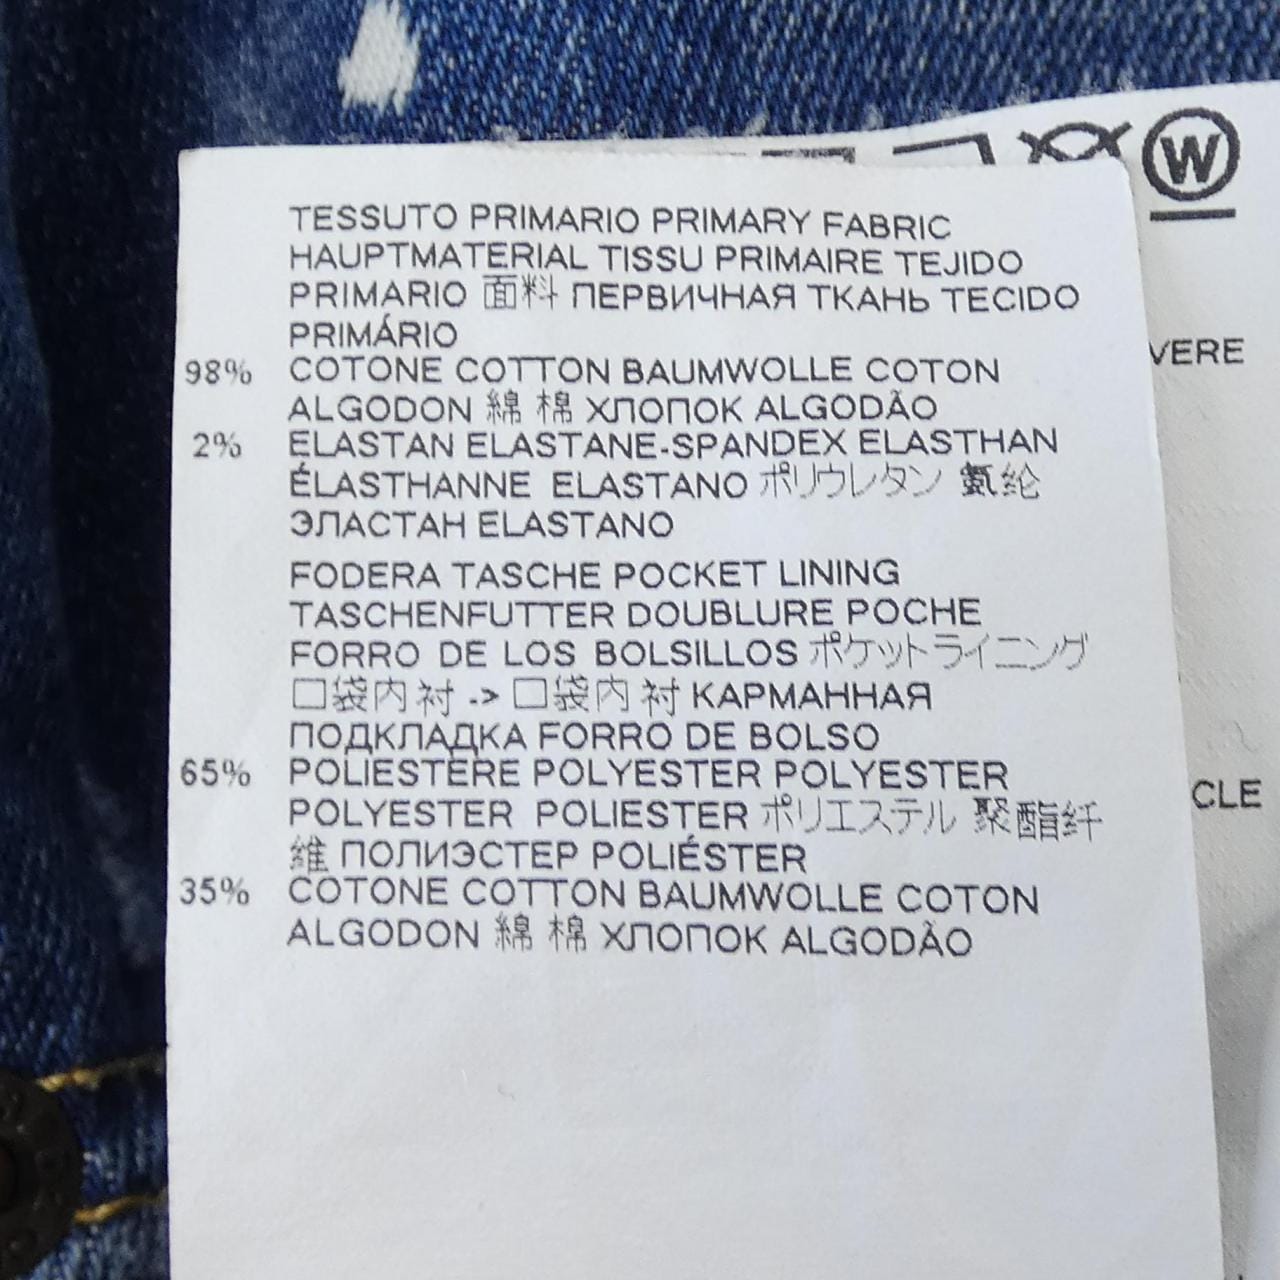 W
TESSUTO PRIMARIO PRIMARY FABRIC
HAUPTMATERIAL TISSU PRIMAIRE TEJIDO
PRIMARIO 面料 ПЕРВИЧНАЯ ТКАНЬ TECIDO
PRIMÁRIO
98% COTONE COTTON BAUMWOLLE COTON
ALGODON 綿 棉 ХЛОПОК ALGODÃO
2% ELASTAN ELASTANE-SPANDEX ELASTHAN
ÉLASTHANNE ELASTANO ポリウレタン 氨纶
ЭЛАСТАН ELASTANO
FODERA TASCHE POCKET LINING
TASCHENFUTTER DOUBLURE POCHE
FORRO DE LOS BOLSILLOS ポケットライニング
口袋内衬 -> 口袋内衬 КАРМАННАЯ
ПОДКЛАДКА FORRO DE BOLSO
65% POLIESTERE POLYESTER POLYESTER
POLYESTER POLIESTER ポリエステル 聚酯纤
维 ПОЛИЭСТЕР POLIÉSTER
35% COTONE COTTON BAUMWOLLE COTON
ALGODON 綿 棉 ХЛОПОК ALGODÃO
VERE
CLE